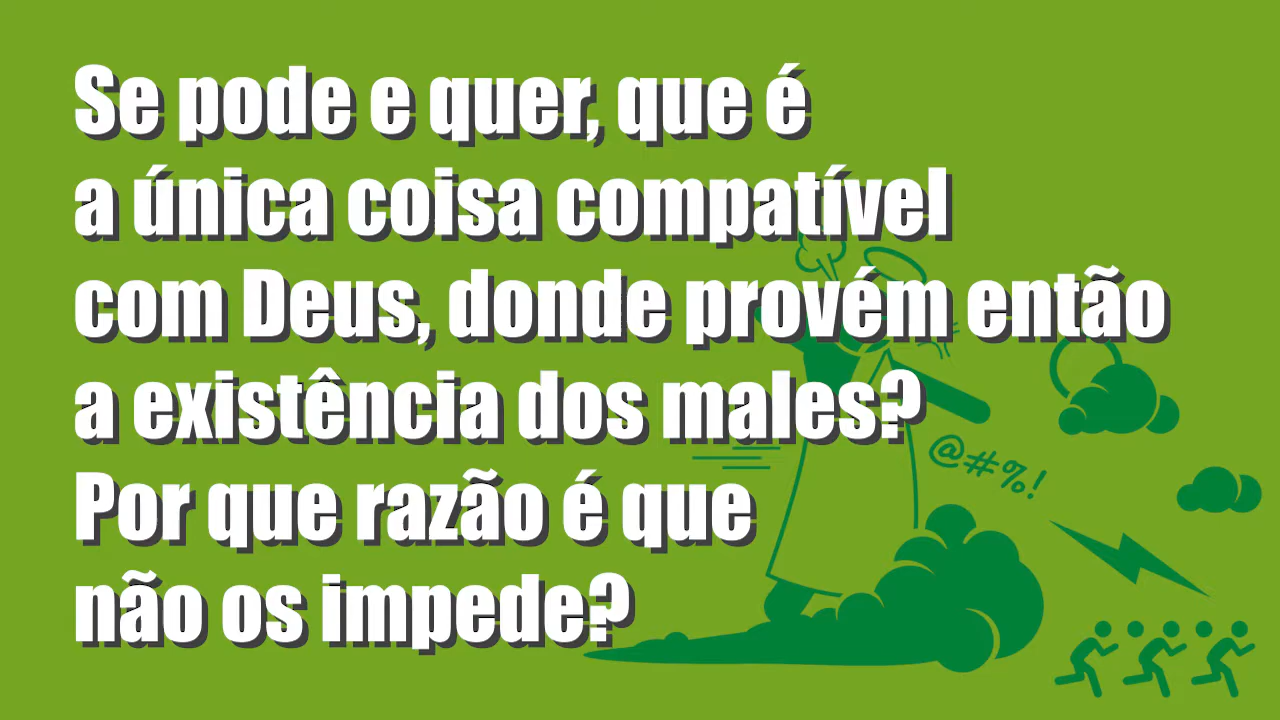 Se pode e quer, que é
a única coisa compatível
com Deus, donde provém então
a existência dos males?
@#%!
Por que razão é que
não os impede?